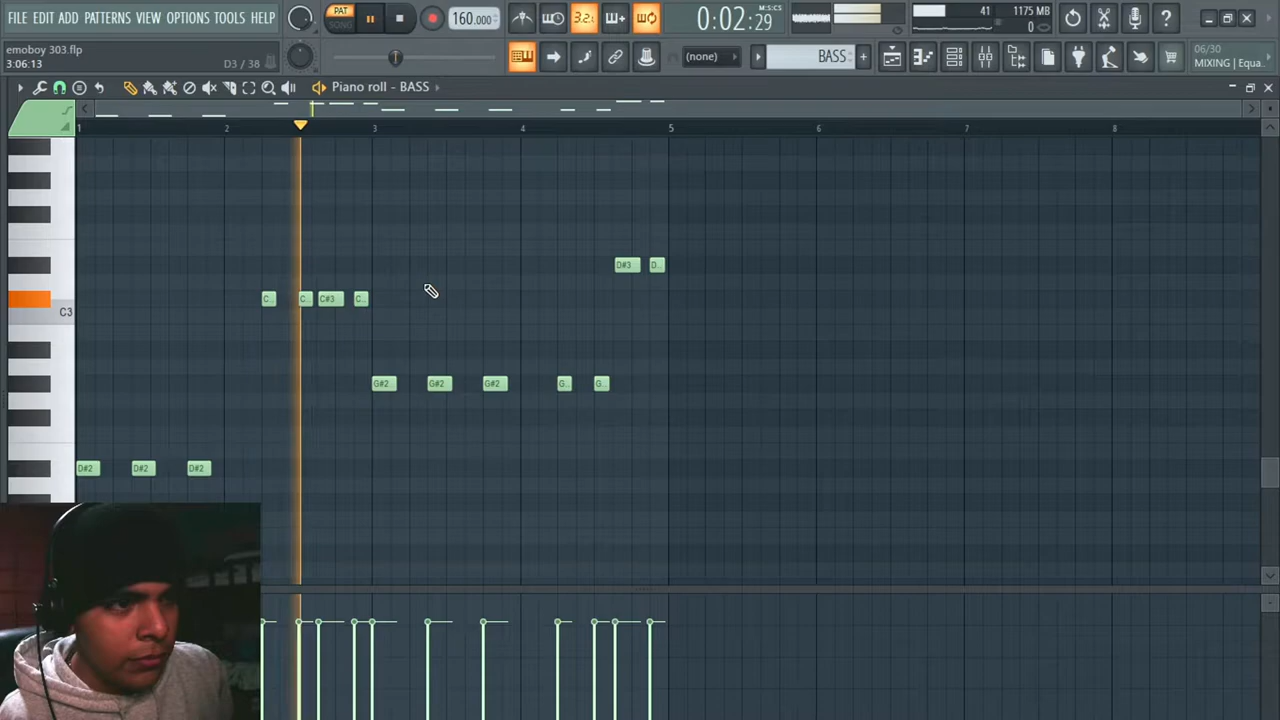 FILE EDIT ADD PATTERNS VIEW OPTIONS TOOLS HELP
PAT
SONG
160.000
3.2.
0:02:29
M:S:CS
41
1175 MB
0
emoboy 303.flp
3:06:13
D3 / 38
(none)
BASS
06/30
MIXING | Equa..
Piano roll - BASS
1 2 3 4 5 6 7 8
D#3 D..
C.. C.. C#3 C..
C3
G#2 G#2 G#2 G.. G..
D#2 D#2 D#2